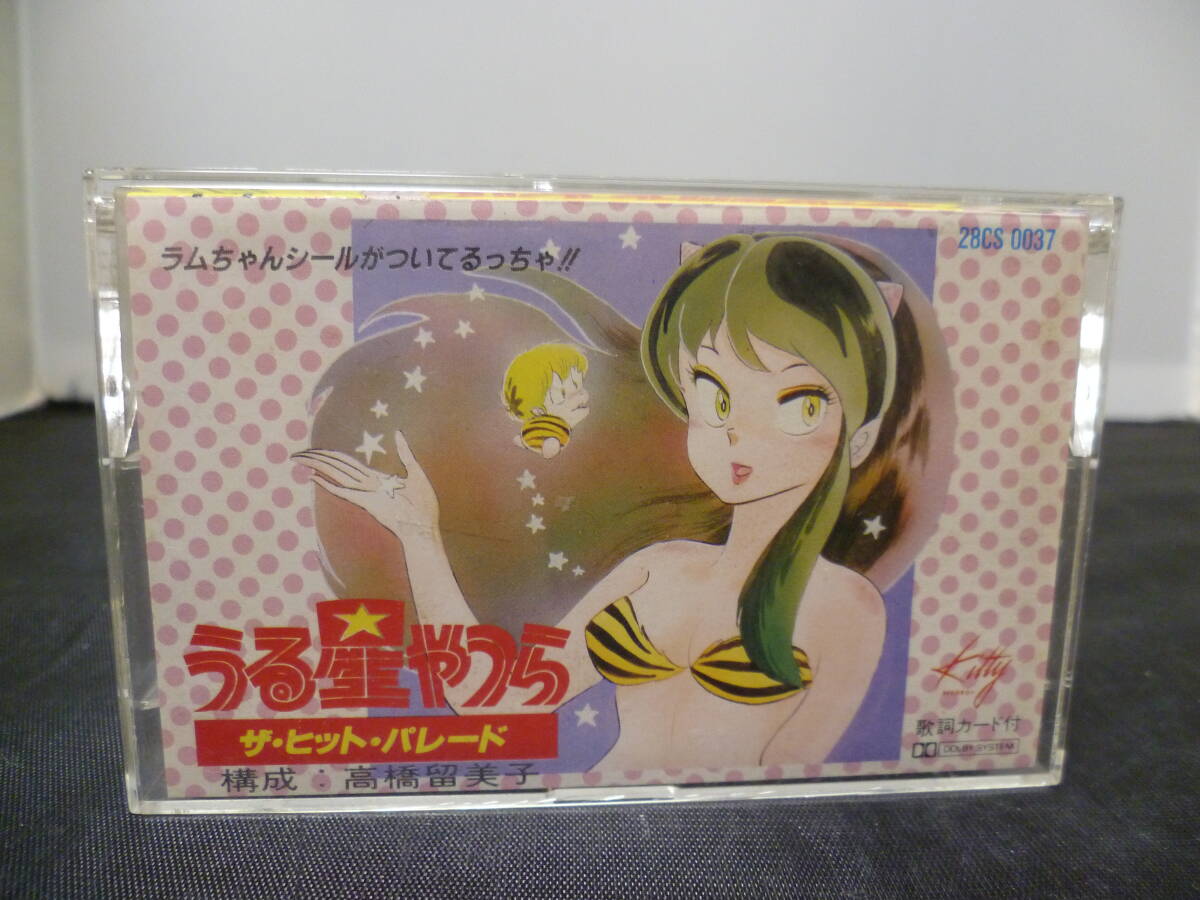 ラムちゃんシールがついてるっちゃ!!
28CS 0037
うる星やつら
ザ・ヒット・パレード
構成：高橋留美子
Kitty
歌詞カード付
DOLBY SYSTEM